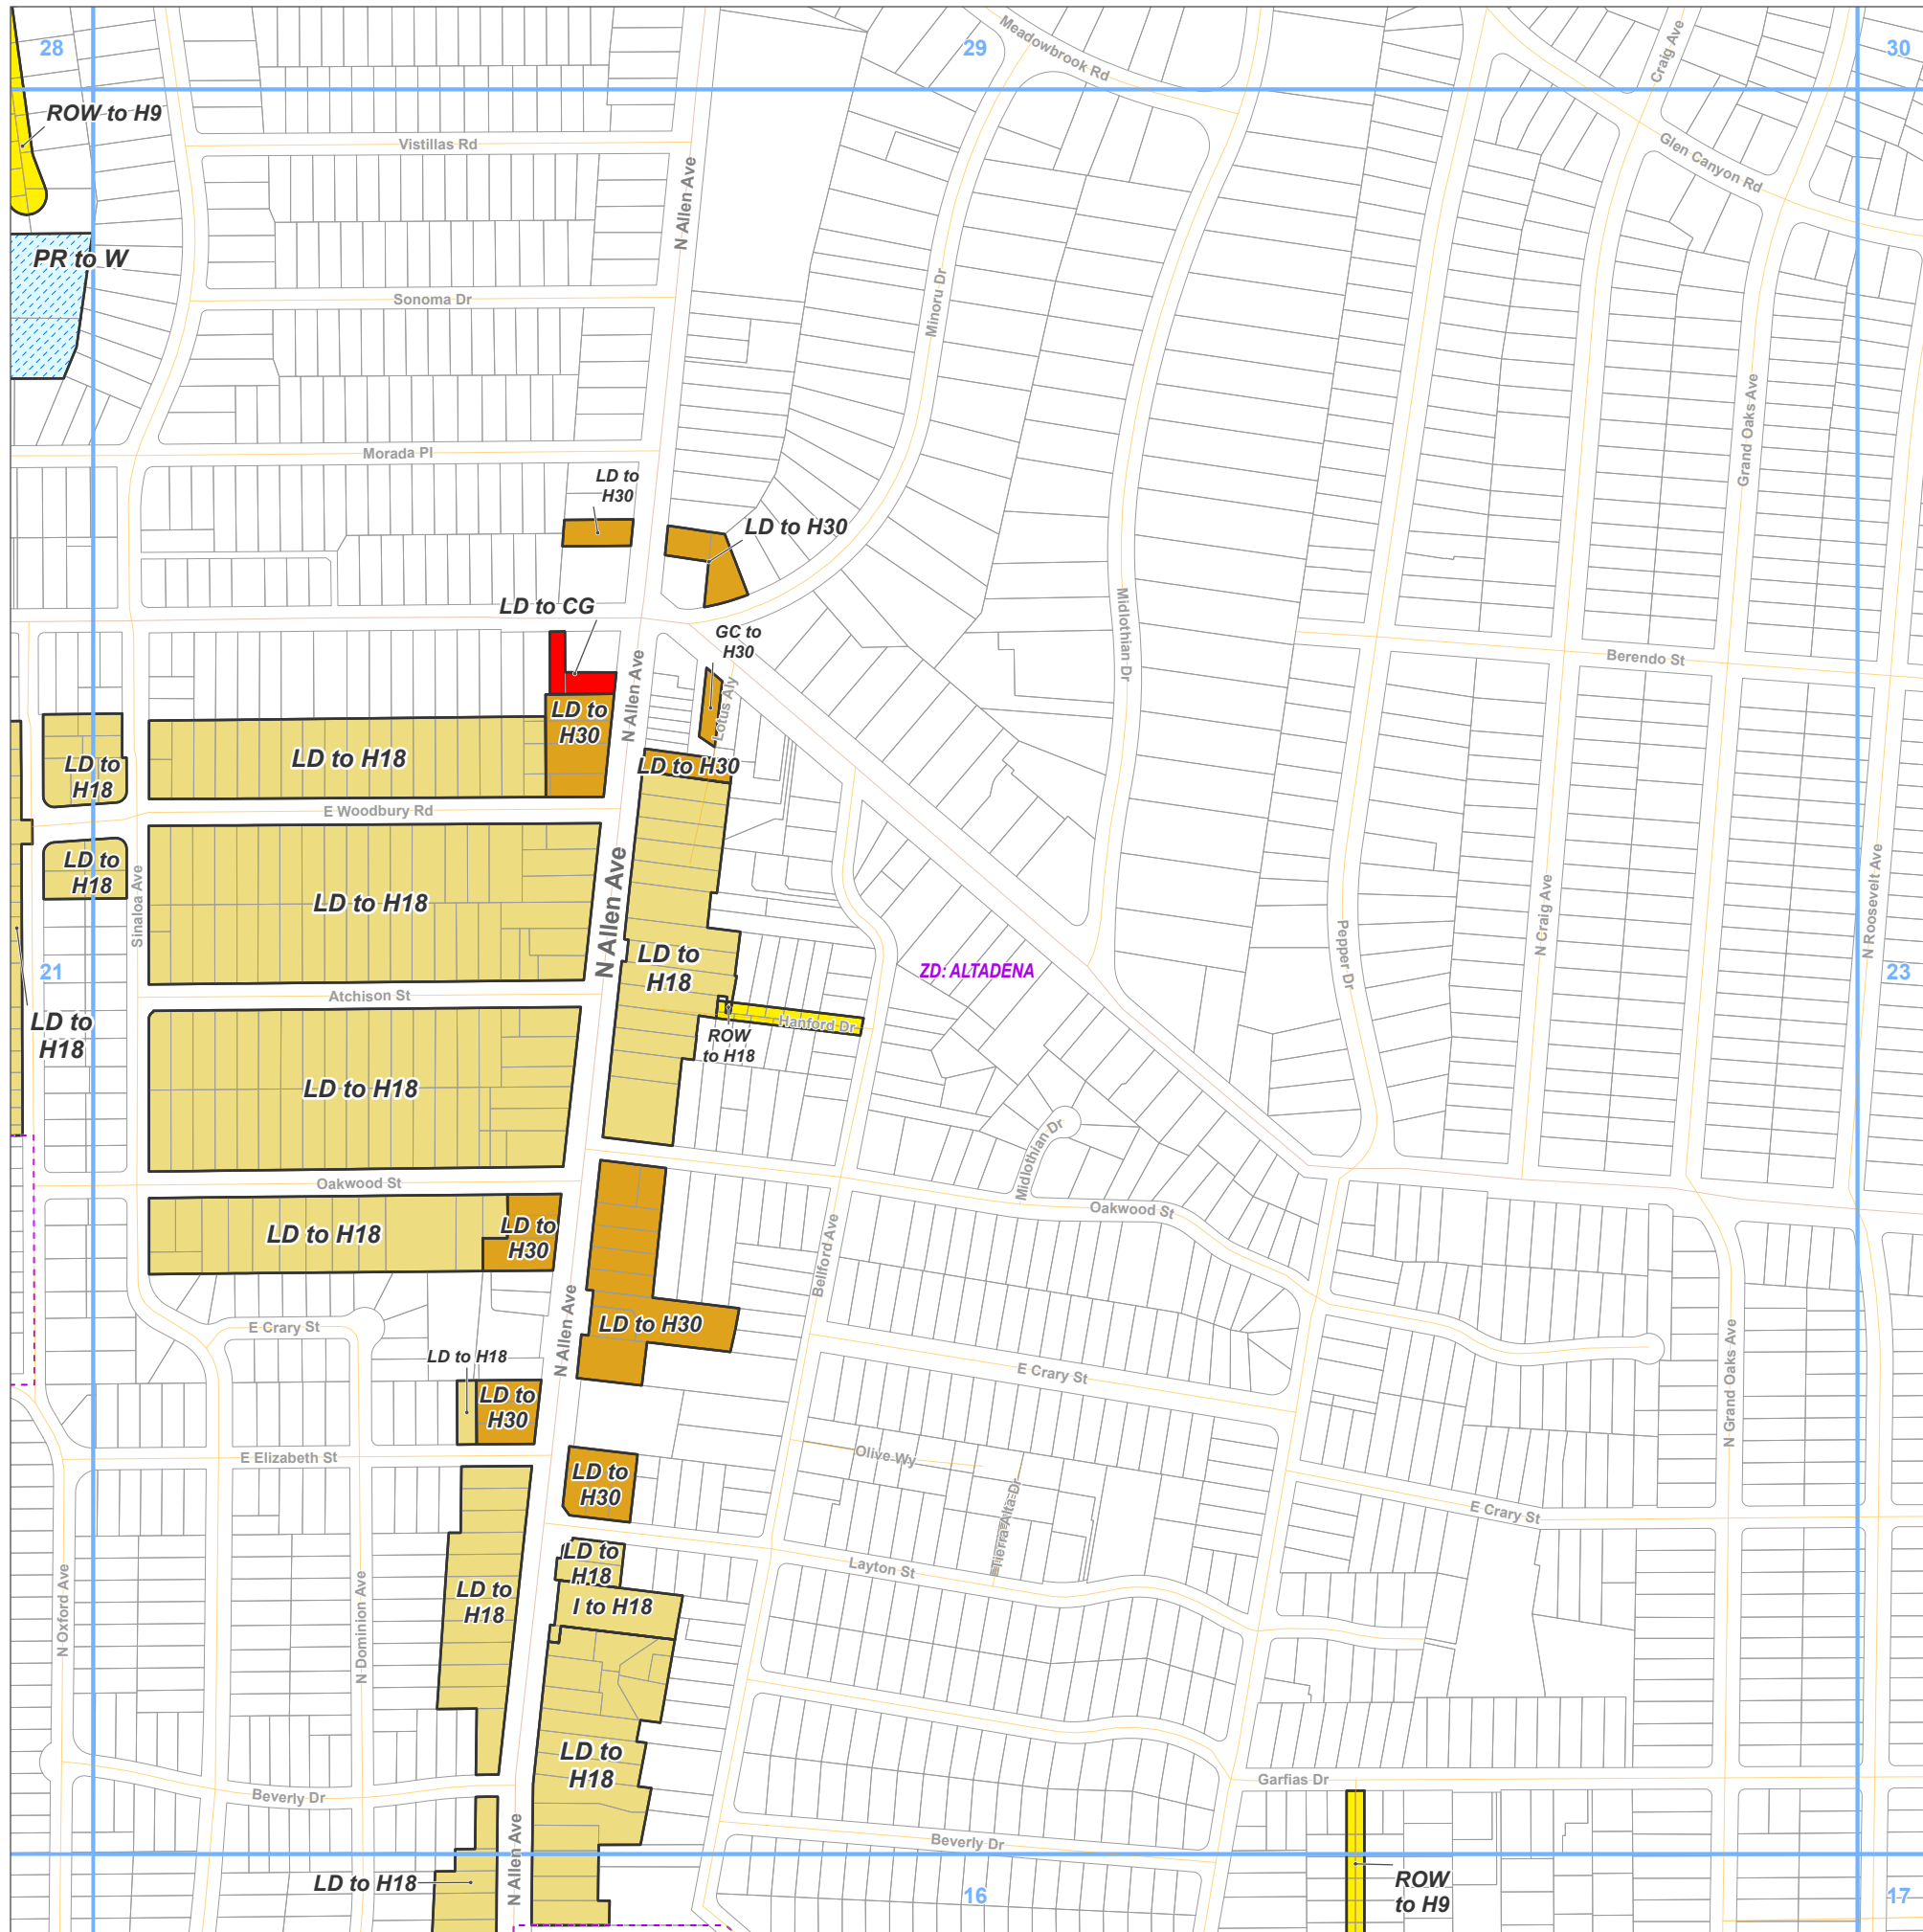 28
29
30
Meadowbrook Rd
Craig Ave
ROW to H9
Vistillas Rd
Glen Canyon Rd
N Allen Ave
PR to W
Sonoma Dr
Minoru Dr
Grand Oaks Ave
Morada Pl
LD to
H30
LD to H30
LD to CG
GC to
H30
Midlothian Dr
Berendo St
N Allen Ave
Lotus Aly
LD to
H30
LD to H18
LD to H30
LD to
H18
E Woodbury Rd
LD to
H18
Sinaloa Ave
LD to H18
N Allen Ave
N Craig Ave
N Roosevelt Ave
Pepper Dr
LD to
H18
ZD: ALTADENA
21
23
Atchison St
LD to
H18
Hanford Dr
ROW
to H18
LD to H18
Midlothian Dr
Oakwood St
Oakwood St
LD to H18
LD to
H30
Bellford Ave
N Allen Ave
LD to H30
E Crary St
N Grand Oaks Ave
LD to H18
E Crary St
LD to
H30
E Elizabeth St
Olive Wy
LD to
H30
Tierra Alta Dr
E Crary St
LD to
H18
Layton St
N Oxford Ave
N Dominion Ave
LD to
H18
I to H18
LD to
H18
Garfias Dr
Beverly Dr
N Allen Ave
Beverly Dr
LD to H18
ROW
to H9
16
17